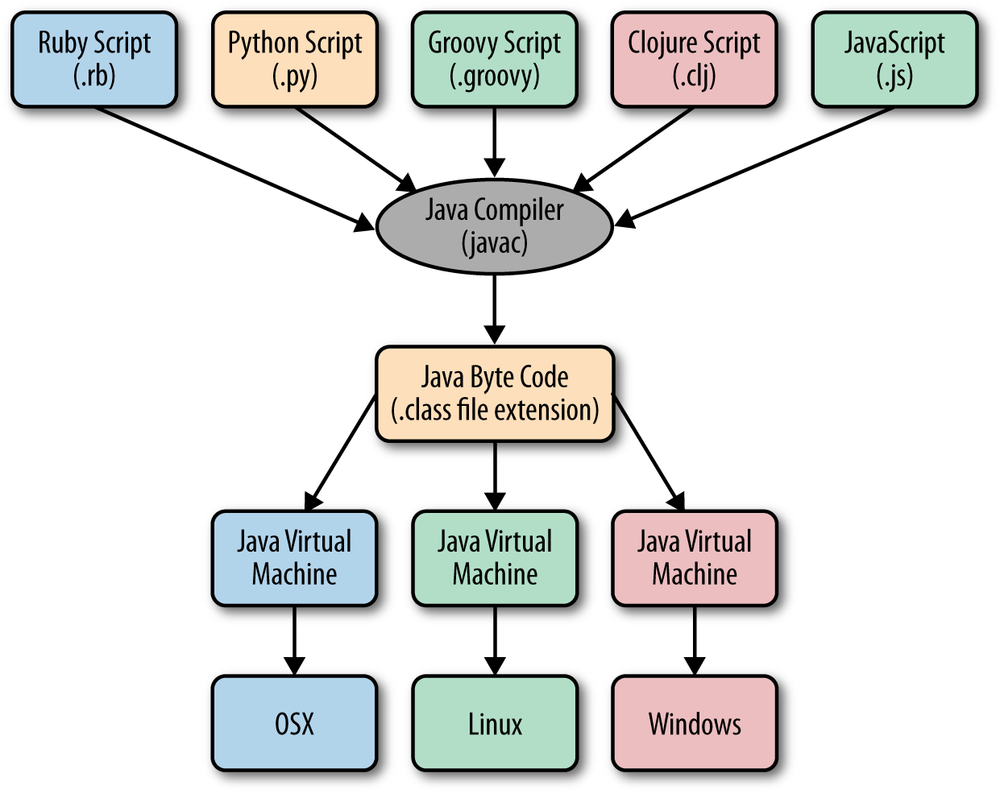 Ruby Script
(.rb)
Python Script
(.py)
Groovy Script
(.groovy)
Clojure Script
(.clj)
JavaScript
(.js)
Java Compiler
(javac)
Java Byte Code
(.class file extension)
Java Virtual
Machine
Java Virtual
Machine
Java Virtual
Machine
OSX
Linux
Windows